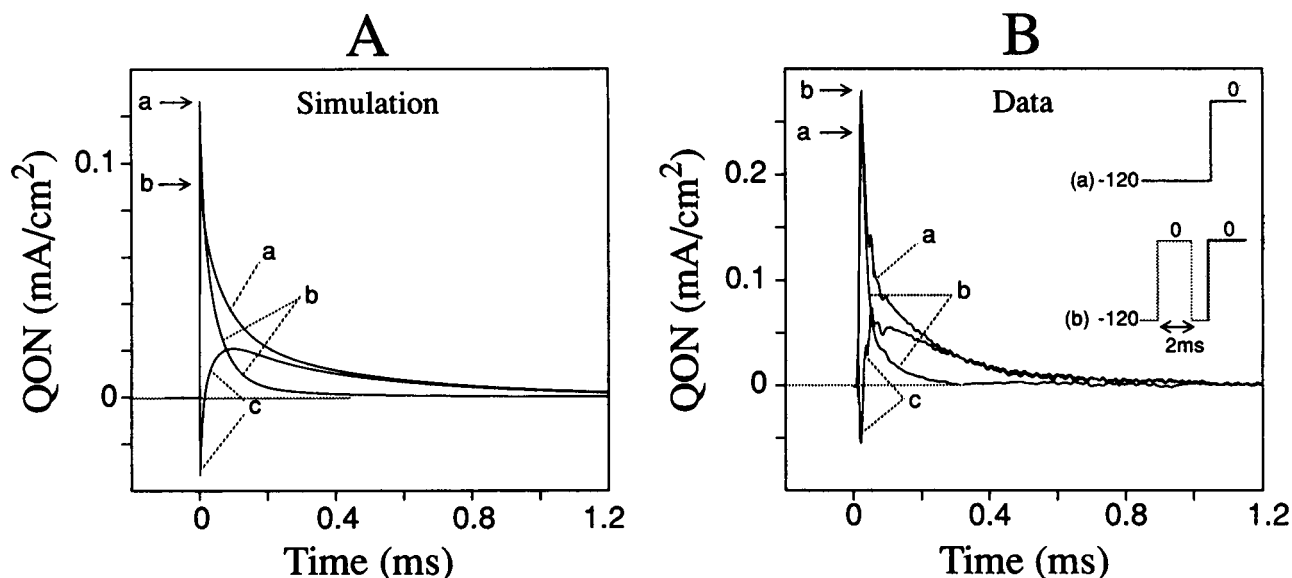 A
Simulation
a →
b →
0.1
0
QON (mA/cm²)
a
b
c
0
0.4
0.8
1.2
Time (ms)
B
Data
b →
a →
0.2
0.1
0
QON (mA/cm²)
a
b
c
0
(a) -120
0
0
(b) -120
2ms
0
0.4
0.8
1.2
Time (ms)